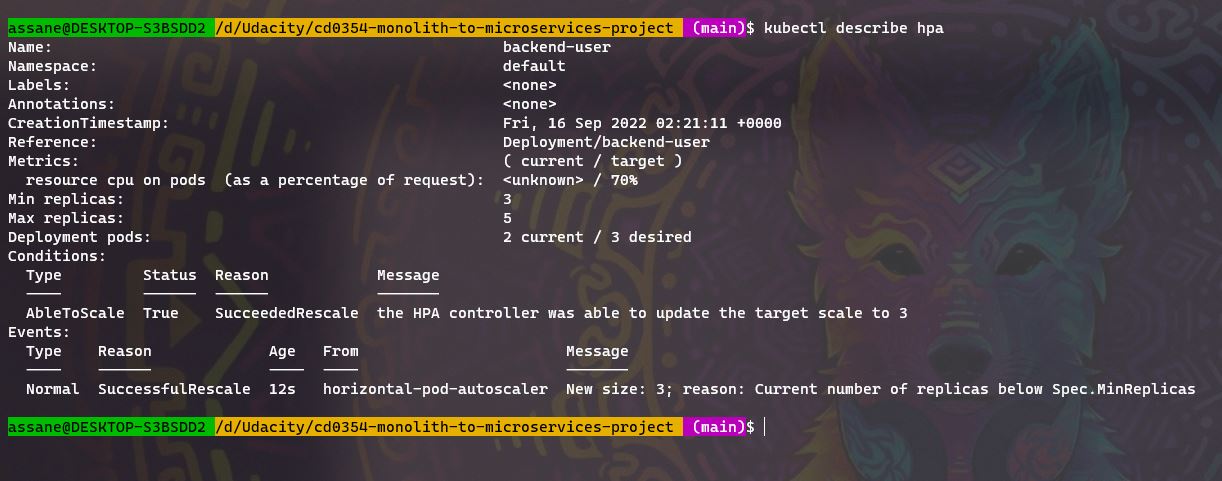 assane@DESKTOP-S3BSDD2 /d/Udacity/cd0354-monolith-to-microservices-project (main)$ kubectl describe hpa
Name: backend-user
Namespace: default
Labels: <none>
Annotations: <none>
CreationTimestamp: Fri, 16 Sep 2022 02:21:11 +0000
Reference: Deployment/backend-user
Metrics: ( current / target )
  resource cpu on pods  (as a percentage of request):  <unknown> / 70%
Min replicas: 3
Max replicas: 5
Deployment pods: 2 current / 3 desired
Conditions:
  Type         Status  Reason            Message
  ----         ------  ------            -------
  AbleToScale  True    SucceededRescale  the HPA controller was able to update the target scale to 3
Events:
  Type    Reason             Age   From                       Message
  ----    ------             ----  ----                       -------
  Normal  SuccessfulRescale  12s   horizontal-pod-autoscaler  New size: 3; reason: Current number of replicas below Spec.MinReplicas
assane@DESKTOP-S3BSDD2 /d/Udacity/cd0354-monolith-to-microservices-project (main)$